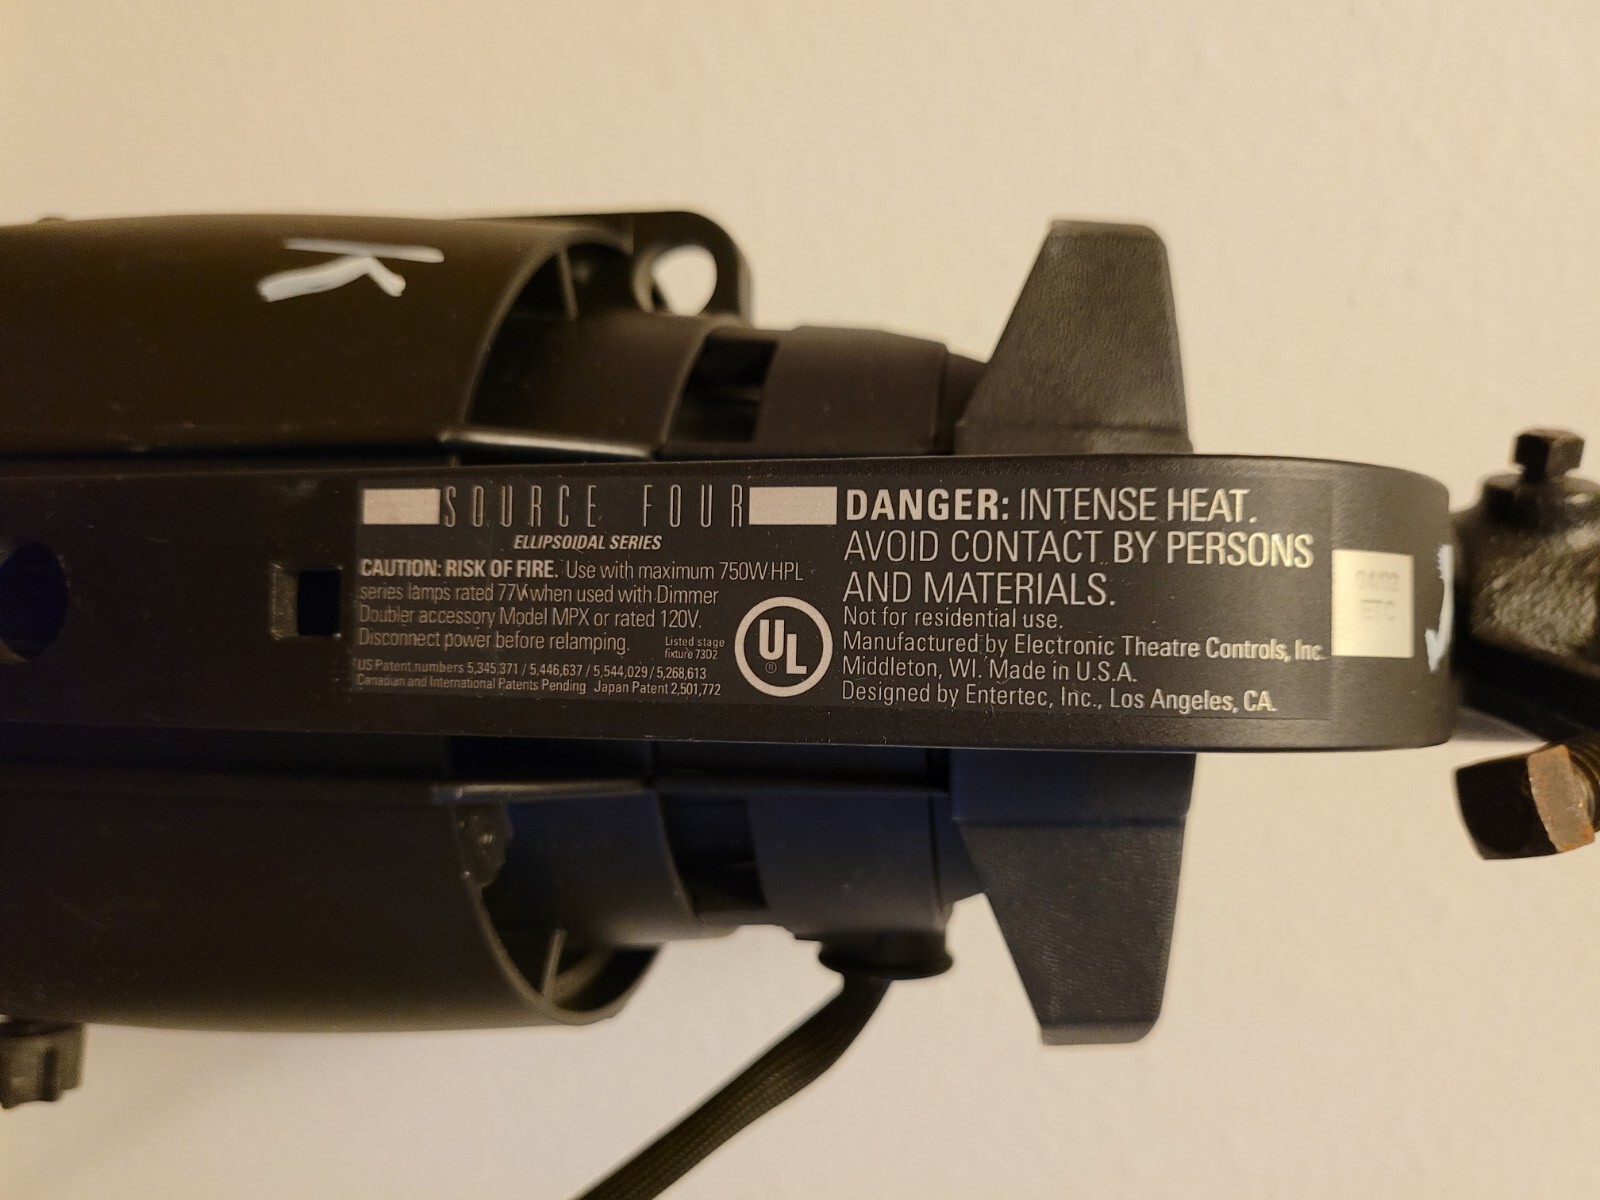 K
SOURCE FOUR
ELLIPSOIDAL SERIES
CAUTION: RISK OF FIRE. Use with maximum 750W HPL
series lamps rated 77V when used with Dimmer
Doubler accessory Model MPX or rated 120V.
Disconnect power before relamping.
Listed stage
fixture 73D2
US Patent numbers 5,345,371 / 5,446,637 / 5,544,029 / 5,268,613
Canadian and International Patents Pending Japan Patent 2,501,772
UL
®
DANGER: INTENSE HEAT.
AVOID CONTACT BY PERSONS
AND MATERIALS.
Not for residential use.
Manufactured by Electronic Theatre Controls, Inc.
Middleton, WI. Made in U.S.A.
Designed by Entertec, Inc., Los Angeles, CA.
ETC